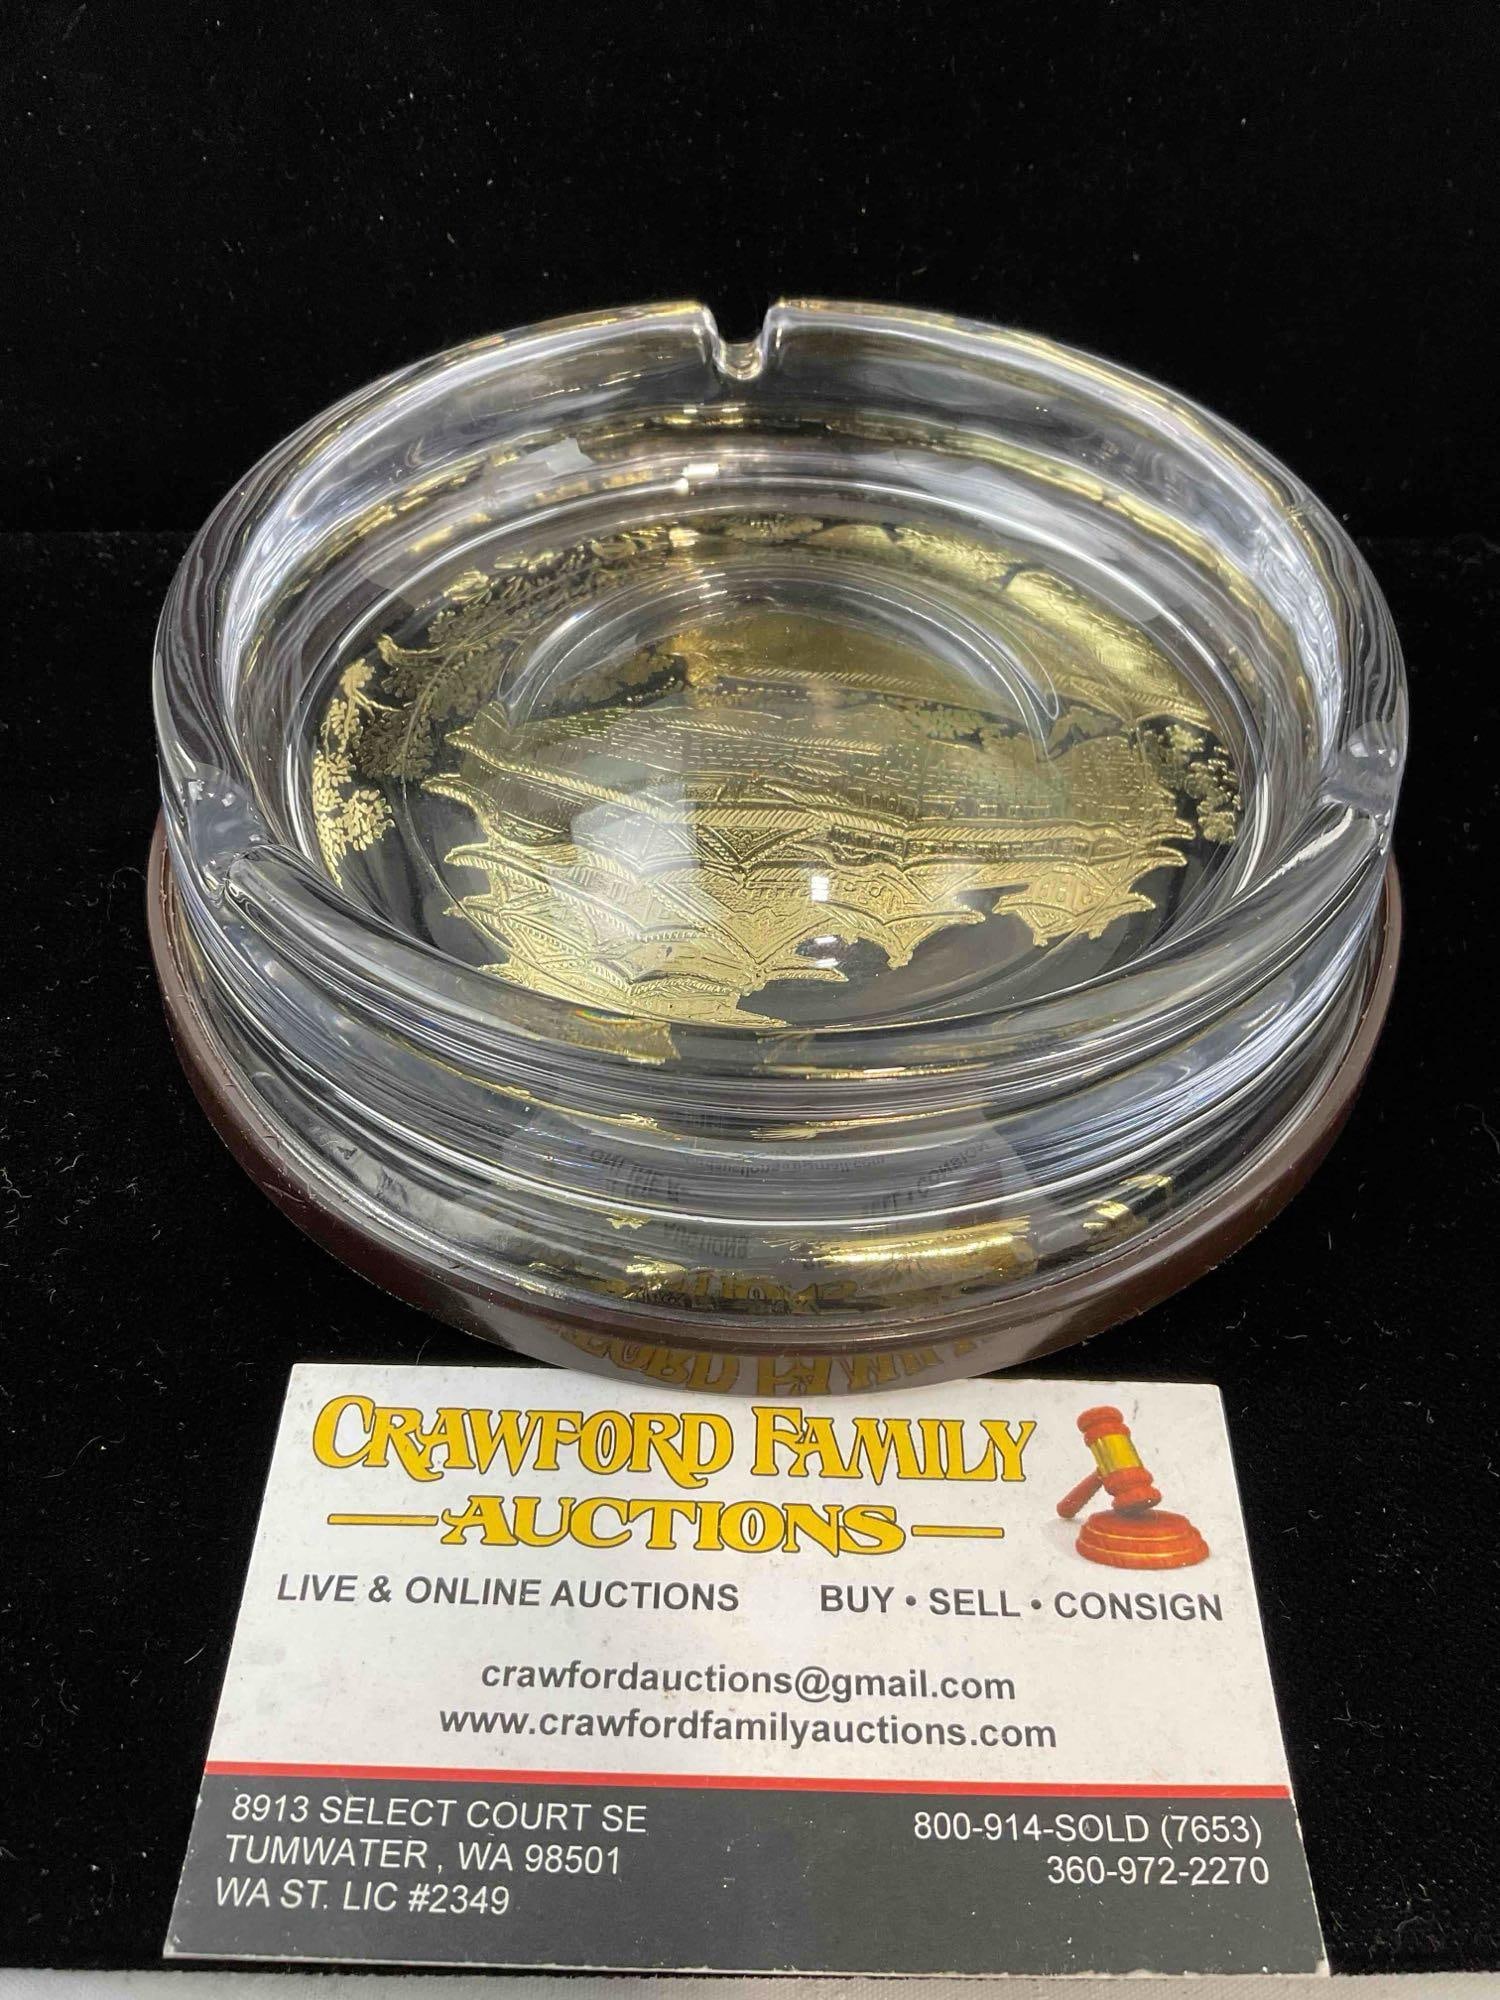 CRAWFORD FAMILY
AUCTIONS
LIVE & ONLINE AUCTIONS BUY • SELL • CONSIGN
crawfordauctions@gmail.com
www.crawfordfamilyauctions.com
8913 SELECT COURT SE 800-914-SOLD (7653)
TUMWATER , WA 98501 360-972-2270
WA ST. LIC #2349